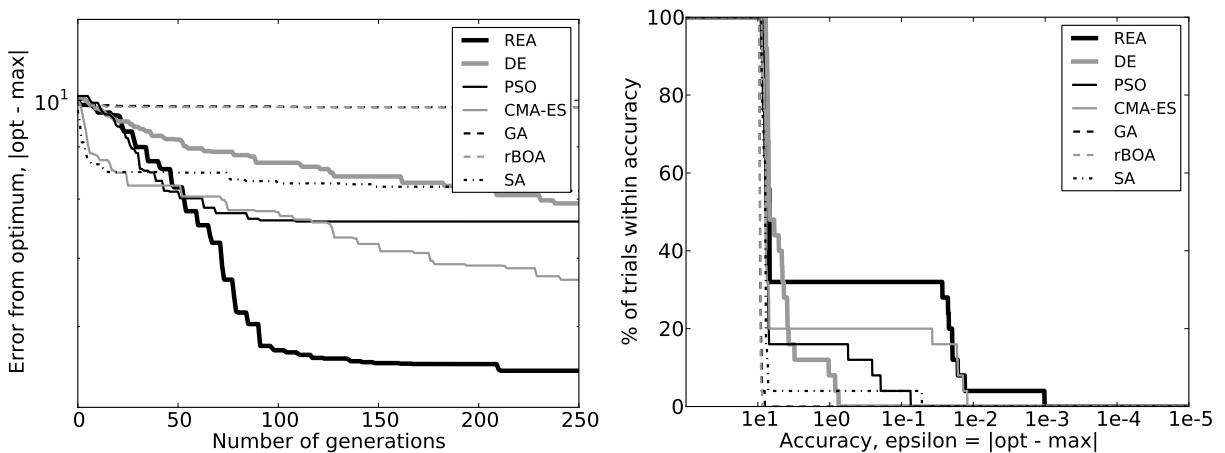 Error from optimum, |opt - max|
10^1
REA
DE
PSO
CMA-ES
GA
rBOA
SA
0 50 100 150 200 250
Number of generations
% of trials within accuracy
100
80
60
40
20
0
REA
DE
PSO
CMA-ES
GA
rBOA
SA
1e1 1e0 1e-1 1e-2 1e-3 1e-4 1e-5
Accuracy, epsilon = |opt - max|